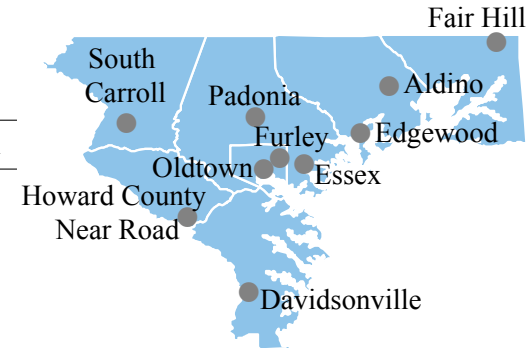 Fair Hill
South
Carroll
Aldino
Padonia
Furley
Edgewood
Oldtown
Essex
Howard County
Near Road
Davidsonville